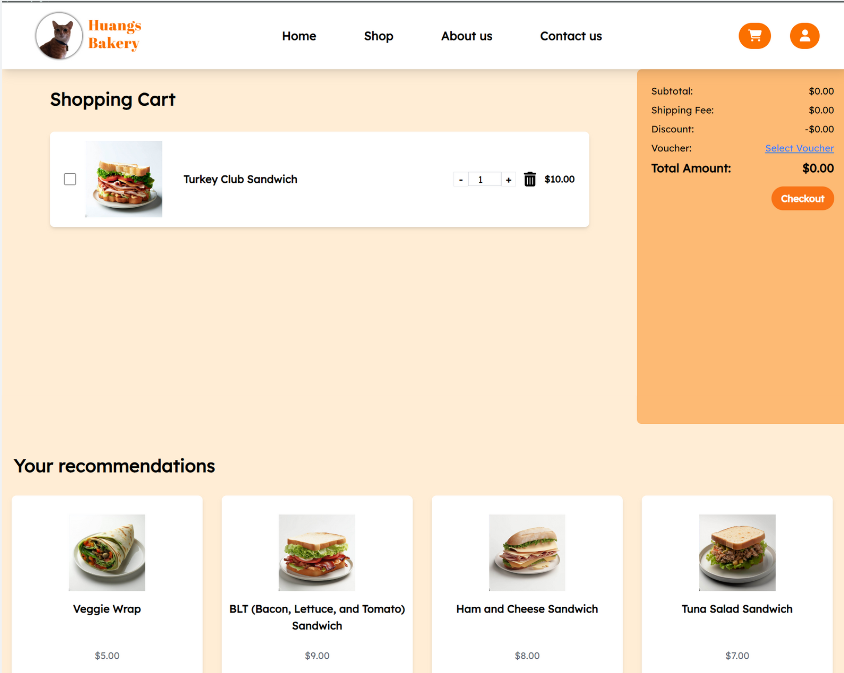 Huangs
Bakery
Home
Shop
About us
Contact us
Shopping Cart
Turkey Club Sandwich
- 1 + $10.00
Subtotal: $0.00
Shipping Fee: $0.00
Discount: -$0.00
Voucher: Select Voucher
Total Amount: $0.00
Checkout
Your recommendations
Veggie Wrap
$5.00
BLT (Bacon, Lettuce, and Tomato)
Sandwich
$9.00
Ham and Cheese Sandwich
$8.00
Tuna Salad Sandwich
$7.00